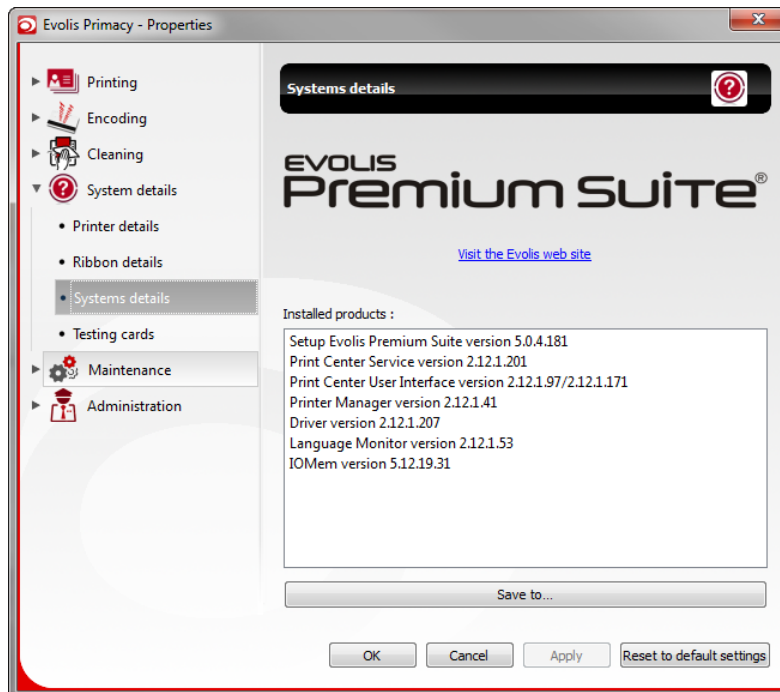 Evolis Primacy - Properties
Printing
Encoding
Cleaning
System details
Printer details
Ribbon details
Systems details
Testing cards
Maintenance
Administration
Systems details
EVOLIS
Premium Suite®
Visit the Evolis web site
Installed products :
Setup Evolis Premium Suite version 5.0.4.181
Print Center Service version 2.12.1.201
Print Center User Interface version 2.12.1.97/2.12.1.171
Printer Manager version 2.12.1.41
Driver version 2.12.1.207
Language Monitor version 2.12.1.53
IOMem version 5.12.19.31
Save to...
OK
Cancel
Apply
Reset to default settings